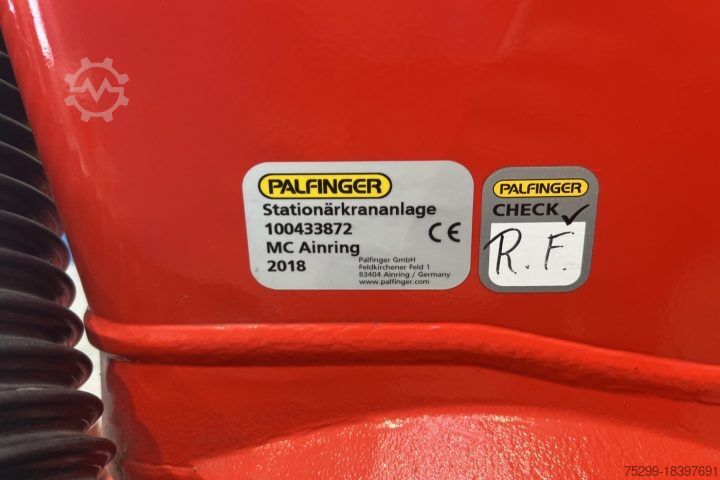 PALFINGER
Stationärkrananlage
100433872
MC Ainring
2018
CE
Palfinger GmbH
Feldkirchener Feld 1
83404 Ainring / Germany
www.palfinger.com
PALFINGER
CHECK ✓
R. F.
75299-18397691